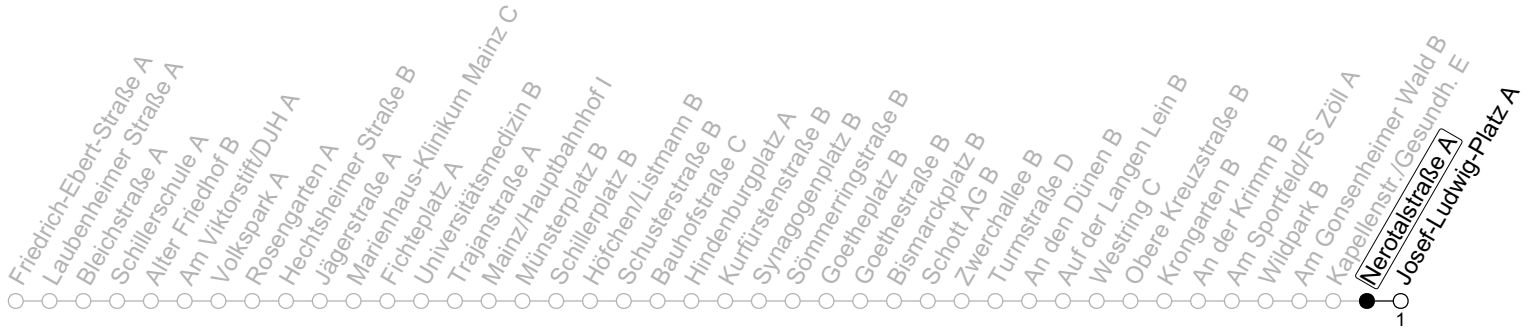 Friedrich-Ebert-Straße A
Laubenheimer Straße A
Bleichstraße A
Schillerschule A
Alter Friedhof B
Am Viktorstift/DJH A
Volkspark A
Rosengarten A
Hechtsheimer Straße B
Jägerstraße A
Marienhaus-Klinikum Mainz C
Fichteplatz A
Universitätsmedizin B
Trajanstraße A
Mainz/Hauptbahnhof I
Münsterplatz B
Schillerplatz B
Höfchen/Listmann B
Schusterstraße B
Bauhofstraße C
Hindenburgplatz A
Kurfürstenstraße B
Synagogenplatz B
Sömmerringstraße B
Goetheplatz B
Goethestraße B
Bismarckplatz B
Schott AG B
Zwerchallee B
Turmstraße D
An den Dünen B
Auf der Langen Lein B
Westring C
Obere Kreuzstraße B
Krongarten B
An der Krimm B
Am Sportfeld/FS Zöll A
Wildpark B
Am Gonsenheimer Wald B
Kapellenstr./Gesundh. E
Nerotalstraße A
Josef-Ludwig-Platz A
1